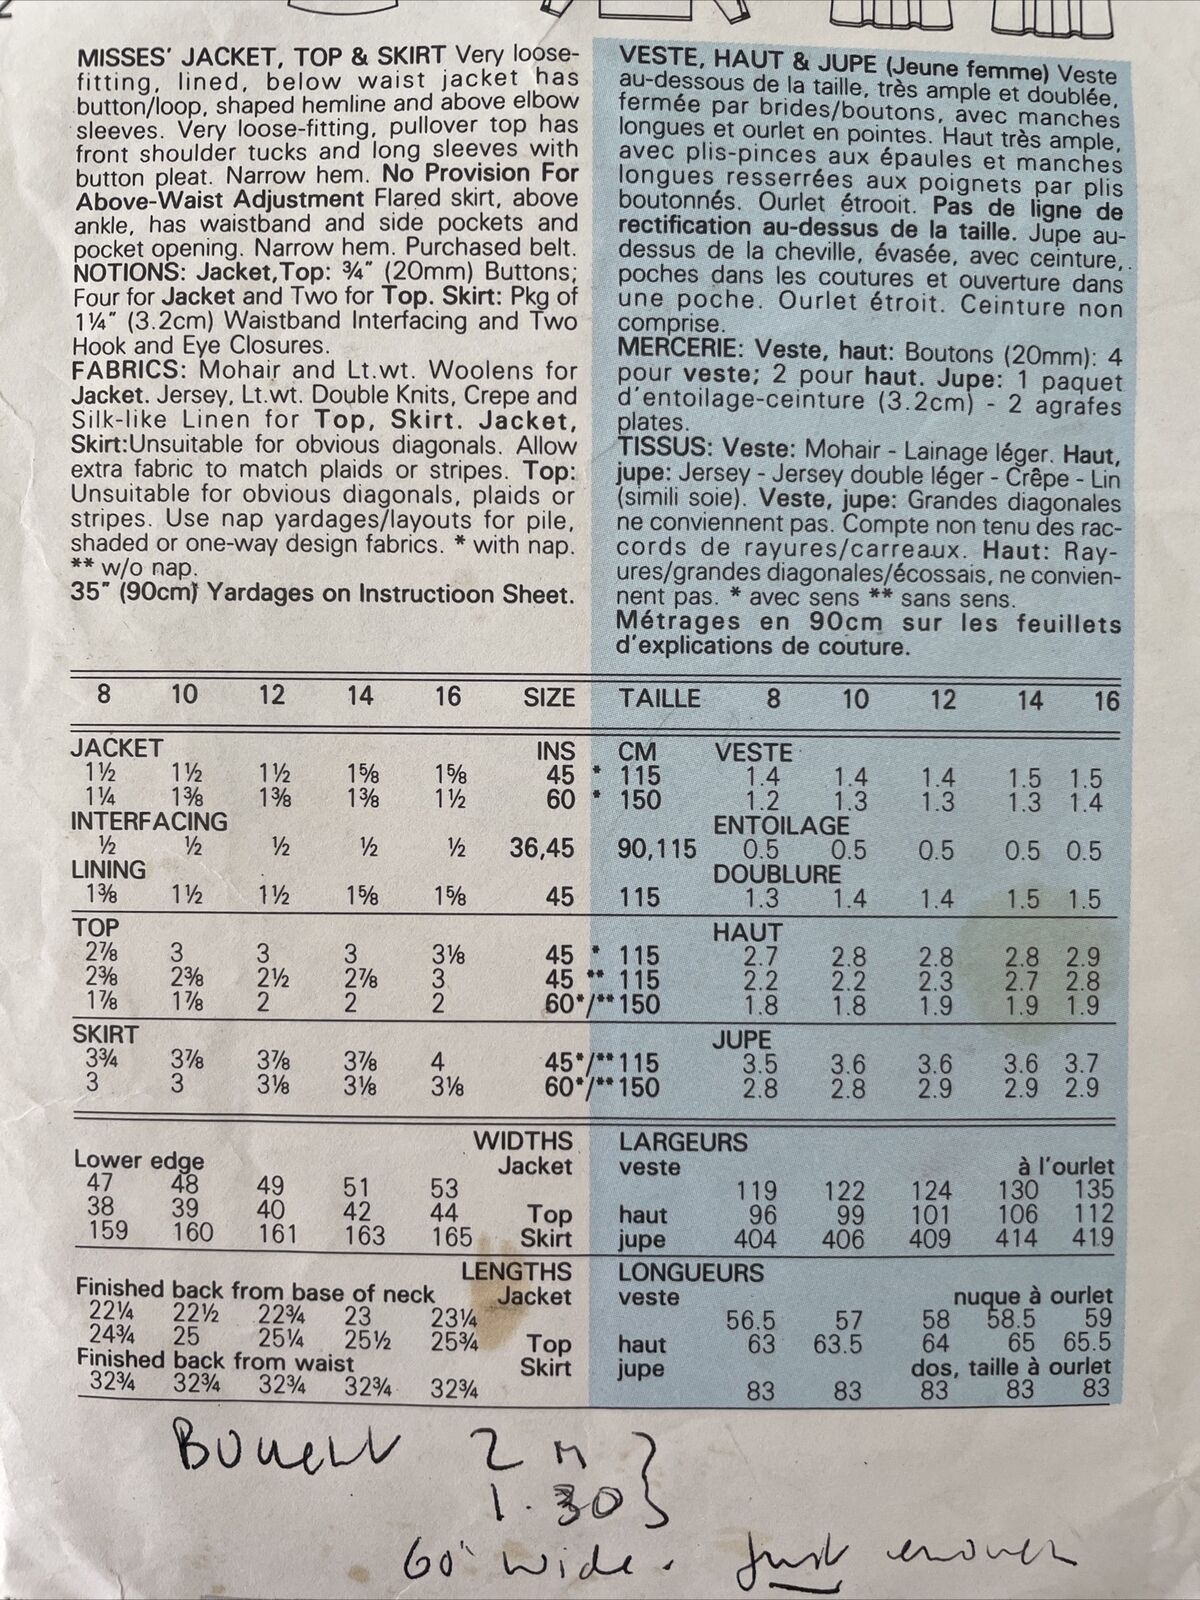 2
MISSES' JACKET, TOP & SKIRT Very loose-
fitting, lined, below waist jacket has
button/loop, shaped hemline and above elbow
sleeves. Very loose-fitting, pullover top has
front shoulder tucks and long sleeves with
button pleat. Narrow hem. No Provision For
Above-Waist Adjustment Flared skirt, above
ankle, has waistband and side pockets and
pocket opening. Narrow hem. Purchased belt.
NOTIONS: Jacket,Top: ¾" (20mm) Buttons;
Four for Jacket and Two for Top. Skirt: Pkg of
1¼" (3.2cm) Waistband Interfacing and Two
Hook and Eye Closures.
FABRICS: Mohair and Lt.wt. Woolens for
Jacket. Jersey, Lt.wt. Double Knits, Crepe and
Silk-like Linen for Top, Skirt. Jacket,
Skirt:Unsuitable for obvious diagonals. Allow
extra fabric to match plaids or stripes. Top:
Unsuitable for obvious diagonals, plaids or
stripes. Use nap yardages/layouts for pile,
shaded or one-way design fabrics. * with nap.
** w/o nap.
35" (90cm) Yardages on Instructioon Sheet.
VESTE, HAUT & JUPE (Jeune femme) Veste
au-dessous de la taille, très ample et doublée,
fermée par brides/boutons, avec manches
longues et ourlet en pointes. Haut très ample,
avec plis-pinces aux épaules et manches
longues resserrées aux poignets par plis
boutonnés. Ourlet étrooit. Pas de ligne de
rectification au-dessus de la taille. Jupe au-
dessus de la cheville, évasée, avec ceinture,
poches dans les coutures et ouverture dans
une poche. Ourlet étroit. Ceinture non
comprise.
MERCERIE: Veste, haut: Boutons (20mm): 4
pour veste; 2 pour haut. Jupe: 1 paquet
d'entoilage-ceinture (3.2cm) - 2 agrafes
plates.
TISSUS: Veste: Mohair - Lainage léger. Haut,
jupe: Jersey - Jersey double léger - Crêpe - Lin
(simili soie). Veste, jupe: Grandes diagonales
ne conviennent pas. Compte non tenu des rac-
cords de rayures/carreaux. Haut: Ray-
ures/grandes diagonales/écossais, ne convien-
nent pas. * avec sens ** sans sens.
Métrages en 90cm sur les feuillets
d'explications de couture.
8 10 12 14 16 SIZE TAILLE 8 10 12 14 16
JACKET INS CM VESTE
1½ 1½ 1½ 1⅝ 1⅝ 45 * 115 1.4 1.4 1.4 1.5 1.5
1¼ 1⅜ 1⅜ 1⅜ 1½ 60 * 150 1.2 1.3 1.3 1.3 1.4
INTERFACING ENTOILAGE
½ ½ ½ ½ ½ 36,45 90,115 0.5 0.5 0.5 0.5 0.5
LINING DOUBLURE
1⅜ 1½ 1½ 1⅝ 1⅝ 45 115 1.3 1.4 1.4 1.5 1.5
TOP HAUT
2⅞ 3 3 3 3⅛ 45 * 115 2.7 2.8 2.8 2.8 2.9
2⅜ 2⅜ 2½ 2⅞ 3 45 ** 115 2.2 2.2 2.3 2.7 2.8
1⅞ 1⅞ 2 2 2 60*/**150 1.8 1.8 1.9 1.9 1.9
SKIRT JUPE
3¾ 3⅞ 3⅞ 3⅞ 4 45*/**115 3.5 3.6 3.6 3.6 3.7
3 3 3⅛ 3⅛ 3⅛ 60*/**150 2.8 2.8 2.9 2.9 2.9
WIDTHS LARGEURS
Lower edge Jacket veste à l'ourlet
47 48 49 51 53 119 122 124 130 135
38 39 40 42 44 Top haut 96 99 101 106 112
159 160 161 163 165 Skirt jupe 404 406 409 414 419
LENGTHS LONGUEURS
Finished back from base of neck Jacket veste nuque à ourlet
22¼ 22½ 22¾ 23 23¼ 56.5 57 58 58.5 59
24¾ 25 25¼ 25½ 25¾ Top haut 63 63.5 64 65 65.5
Finished back from waist Skirt jupe dos, taille à ourlet
32¾ 32¾ 32¾ 32¾ 32¾ 83 83 83 83 83
2 M }
1.30 }
60" wide. Just enough